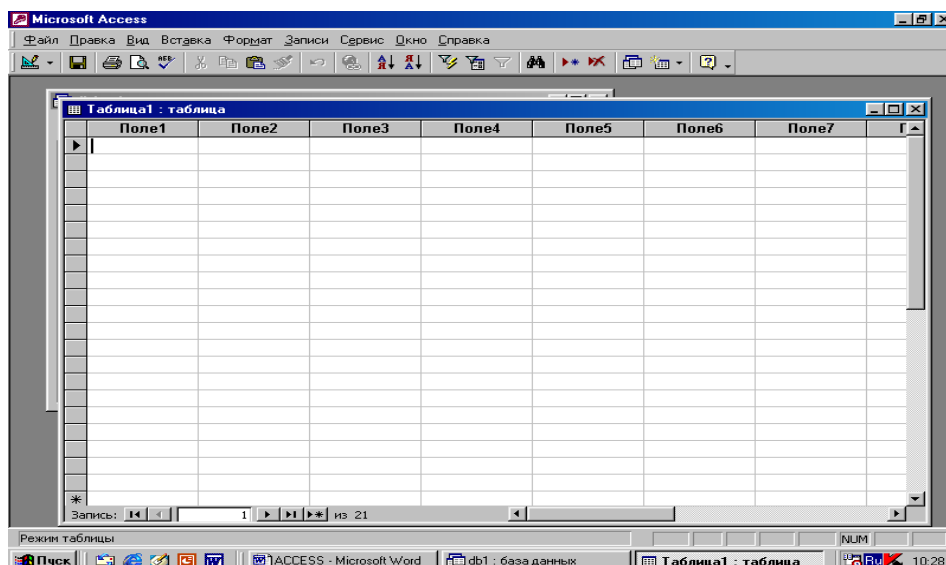 Microsoft Access
Файл Правка Вид Вставка Формат Записи Сервис Окно Справка
Таблица1 : таблица
Поле1 Поле2 Поле3 Поле4 Поле5 Поле6 Поле7
Запись: 1 из 21
Режим таблицы NUM
Пуск ACCESS - Microsoft Word db1 : база данных Таблица1 : таблица Ru 10:28